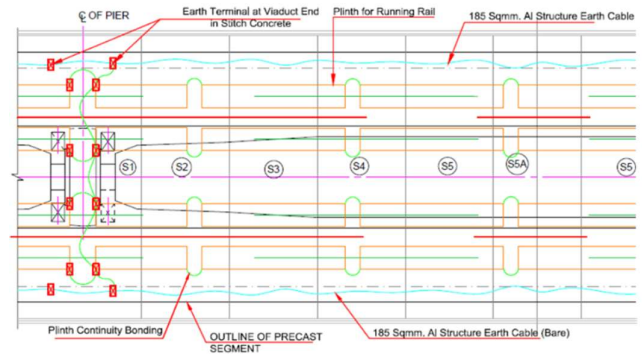 ℄ OF PIER
Earth Terminal at Viaduct End
in Stitch Concrete
Plinth for Running Rail
185 Sqmm. Al Structure Earth Cable
S1
S2
S3
S4
S5
S5A
S5
Plinth Continuity Bonding
OUTLINE OF PRECAST
SEGMENT
185 Sqmm. Al Structure Earth Cable (Bare)